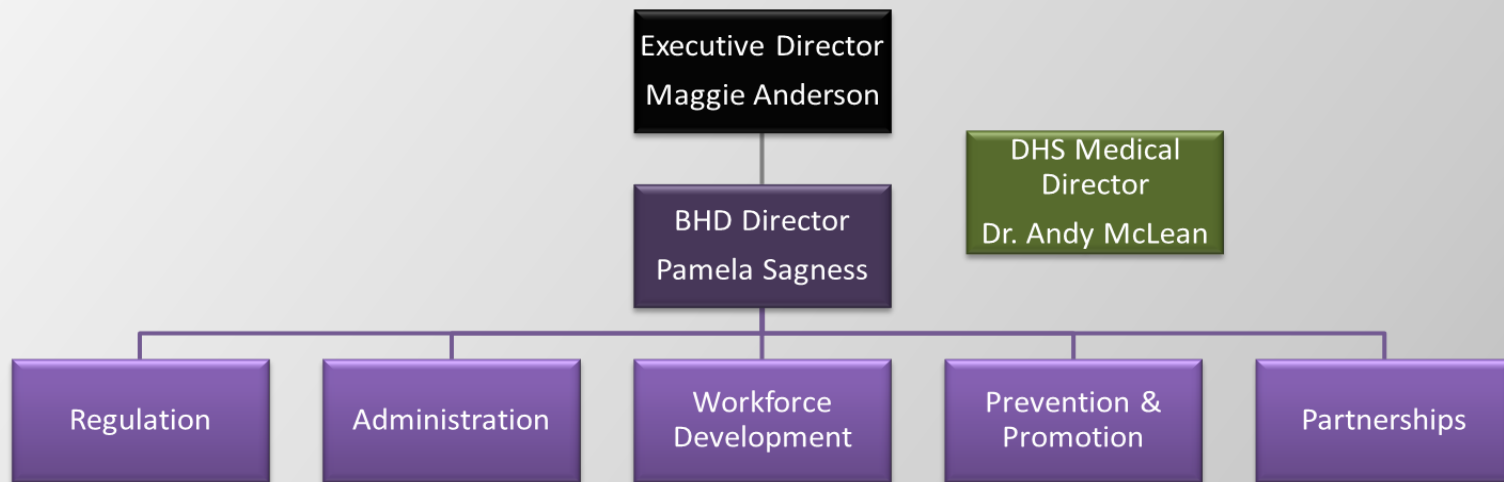 Executive Director
Maggie Anderson
DHS Medical
Director
Dr. Andy McLean
BHD Director
Pamela Sagness
Regulation
Administration
Workforce
Development
Prevention &
Promotion
Partnerships